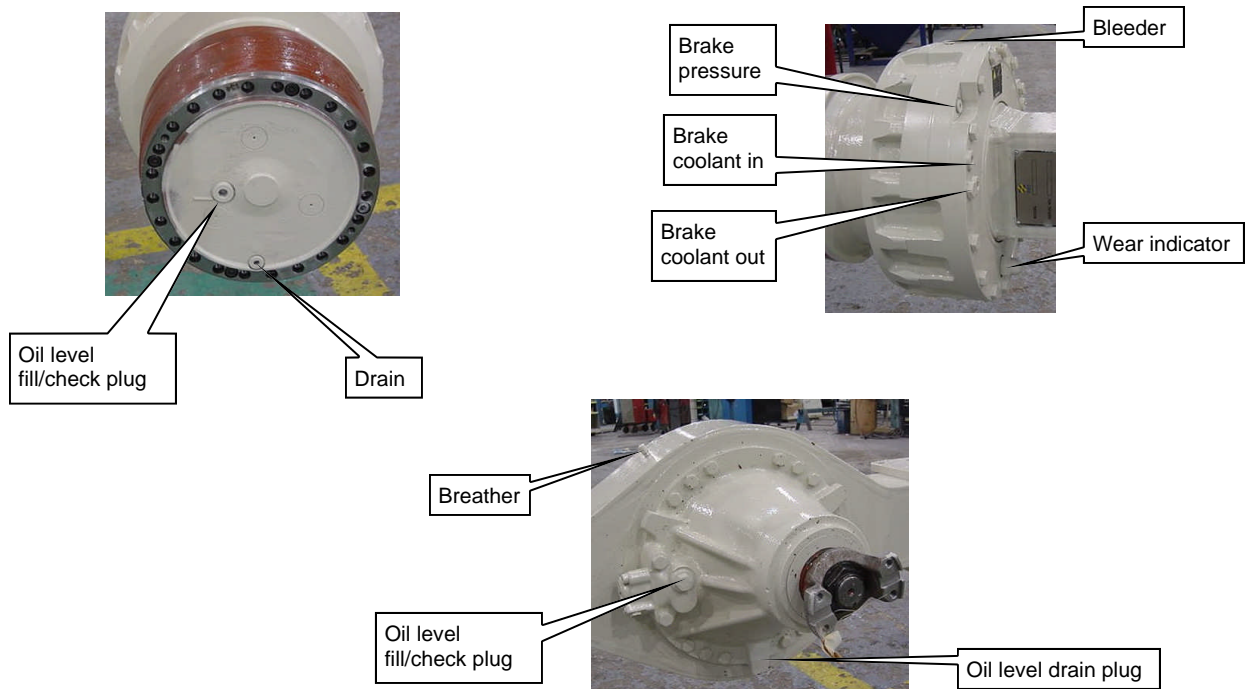 Oil level
fill/check plug
Drain
Brake
pressure
Bleeder
Brake
coolant in
Brake
coolant out
Wear indicator
Breather
Oil level
fill/check plug
Oil level drain plug